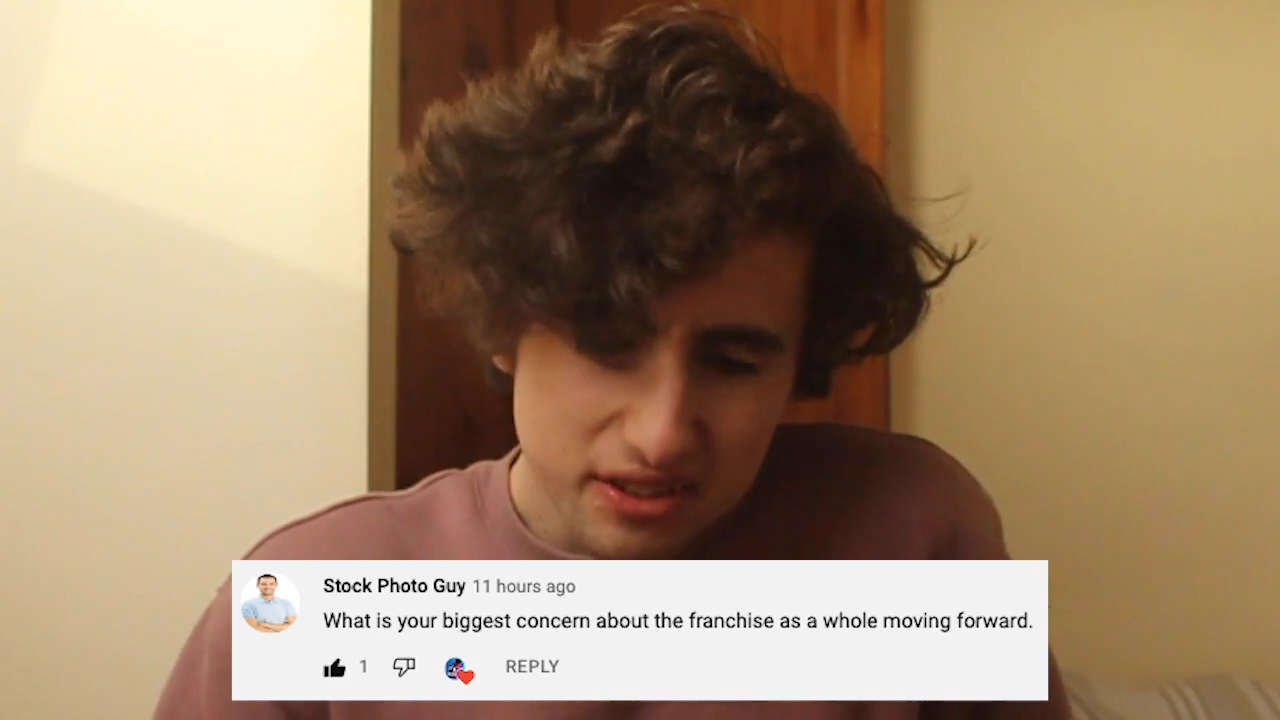 Stock Photo Guy 11 hours ago
What is your biggest concern about the franchise as a whole moving forward.
1 REPLY